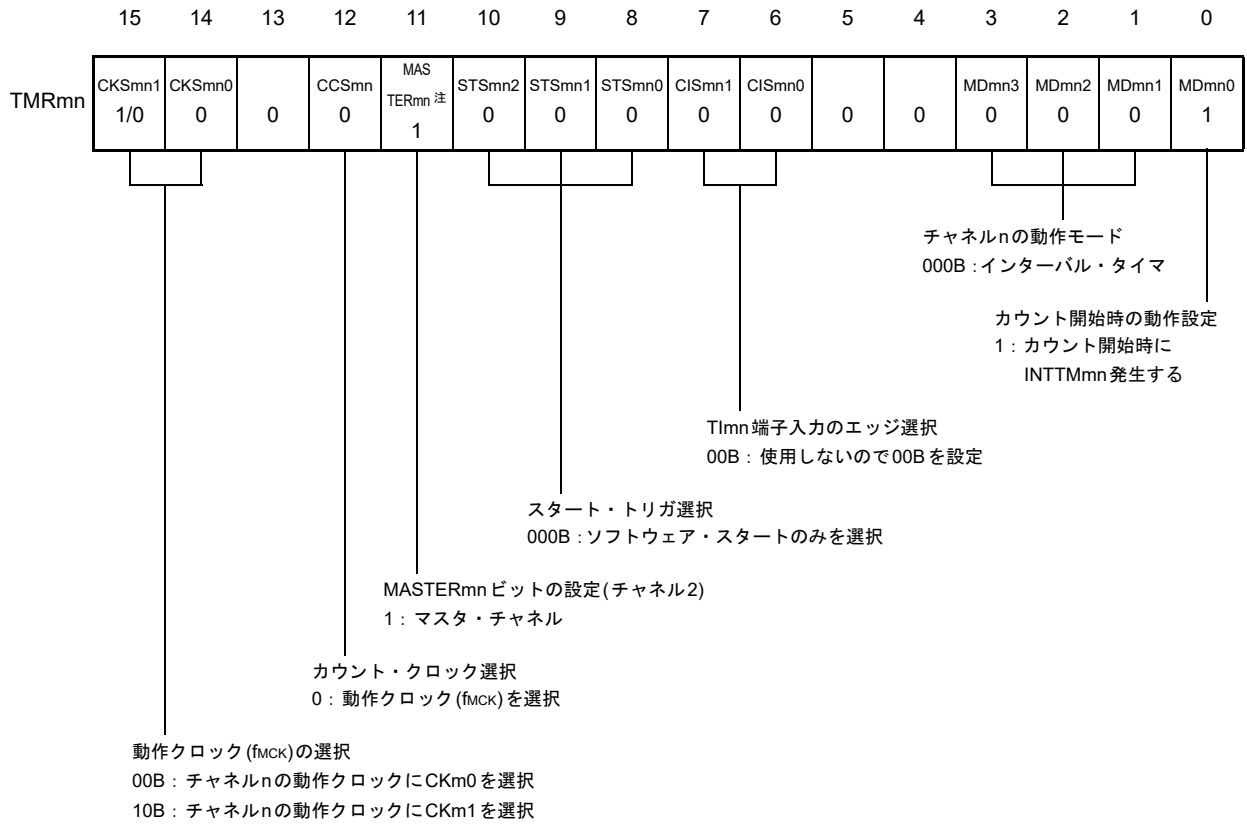 15 14 13 12 11 10 9 8 7 6 5 4 3 2 1 0
TMRmn
CKSmn1 CKSmn0 CCSmn MAS TERmn 注 STSmn2 STSmn1 STSmn0 CISmn1 CISmn0 MDmn3 MDmn2 MDmn1 MDmn0
1/0 0 0 0 1 0 0 0 0 0 0 0 0 0 0 1
チャネルnの動作モード
000B：インターバル・タイマ
カウント開始時の動作設定
1：カウント開始時に
INTTMmn発生する
TImn端子入力のエッジ選択
00B：使用しないので00Bを設定
スタート・トリガ選択
000B：ソフトウェア・スタートのみを選択
MASTERmnビットの設定(チャネル2)
1：マスタ・チャネル
カウント・クロック選択
0：動作クロック(fMCK)を選択
動作クロック(fMCK)の選択
00B：チャネルnの動作クロックにCKm0を選択
10B：チャネルnの動作クロックにCKm1を選択